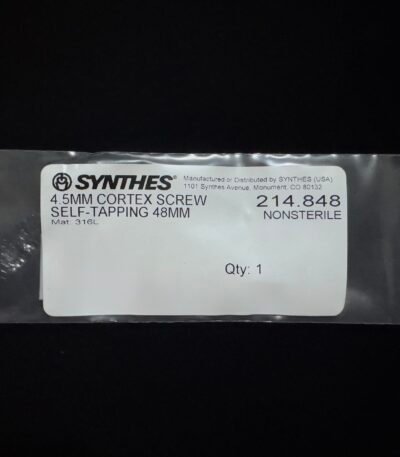 SYNTHES® Manufactured or Distributed by SYNTHES (USA)
1101 Synthes Avenue, Monument, CO 80132
4.5MM CORTEX SCREW 214.848
SELF-TAPPING 48MM NONSTERILE
Mat: 316L
Qty: 1